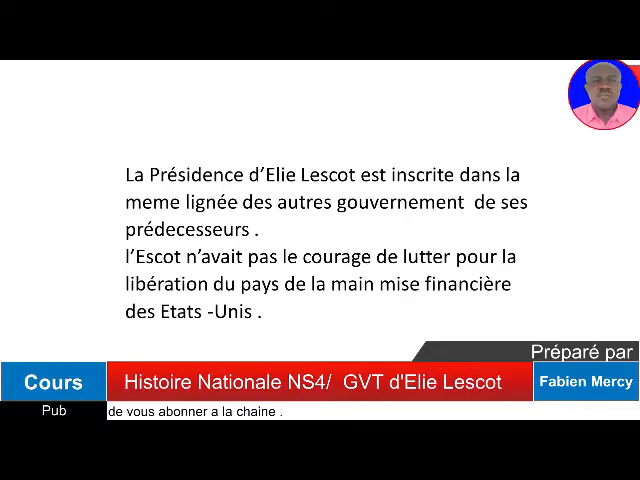 La Présidence d’Elie Lescot est inscrite dans la
meme lignée des autres gouvernement de ses
prédecesseurs .
l’Escot n’avait pas le courage de lutter pour la
libération du pays de la main mise financière
des Etats -Unis .
Préparé par
Cours
Histoire Nationale NS4/ GVT d'Elie Lescot
Fabien Mercy
Pub
de vous abonner a la chaine .